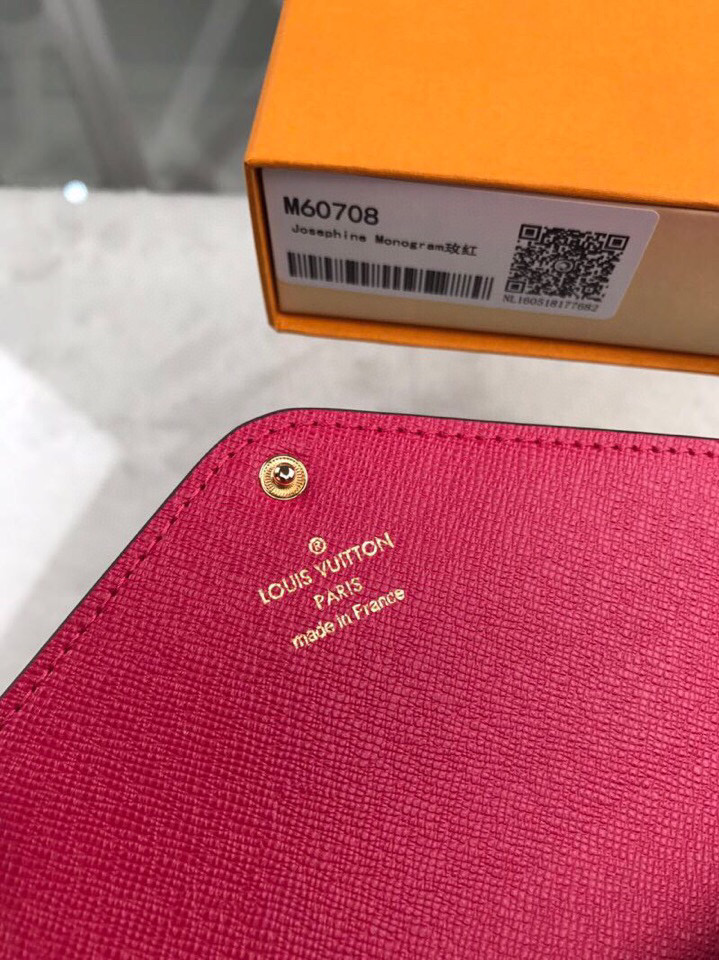 M60708
Josephine Monogram玫紅
NL160518177682
®
LOUIS VUITTON
PARIS
made in France